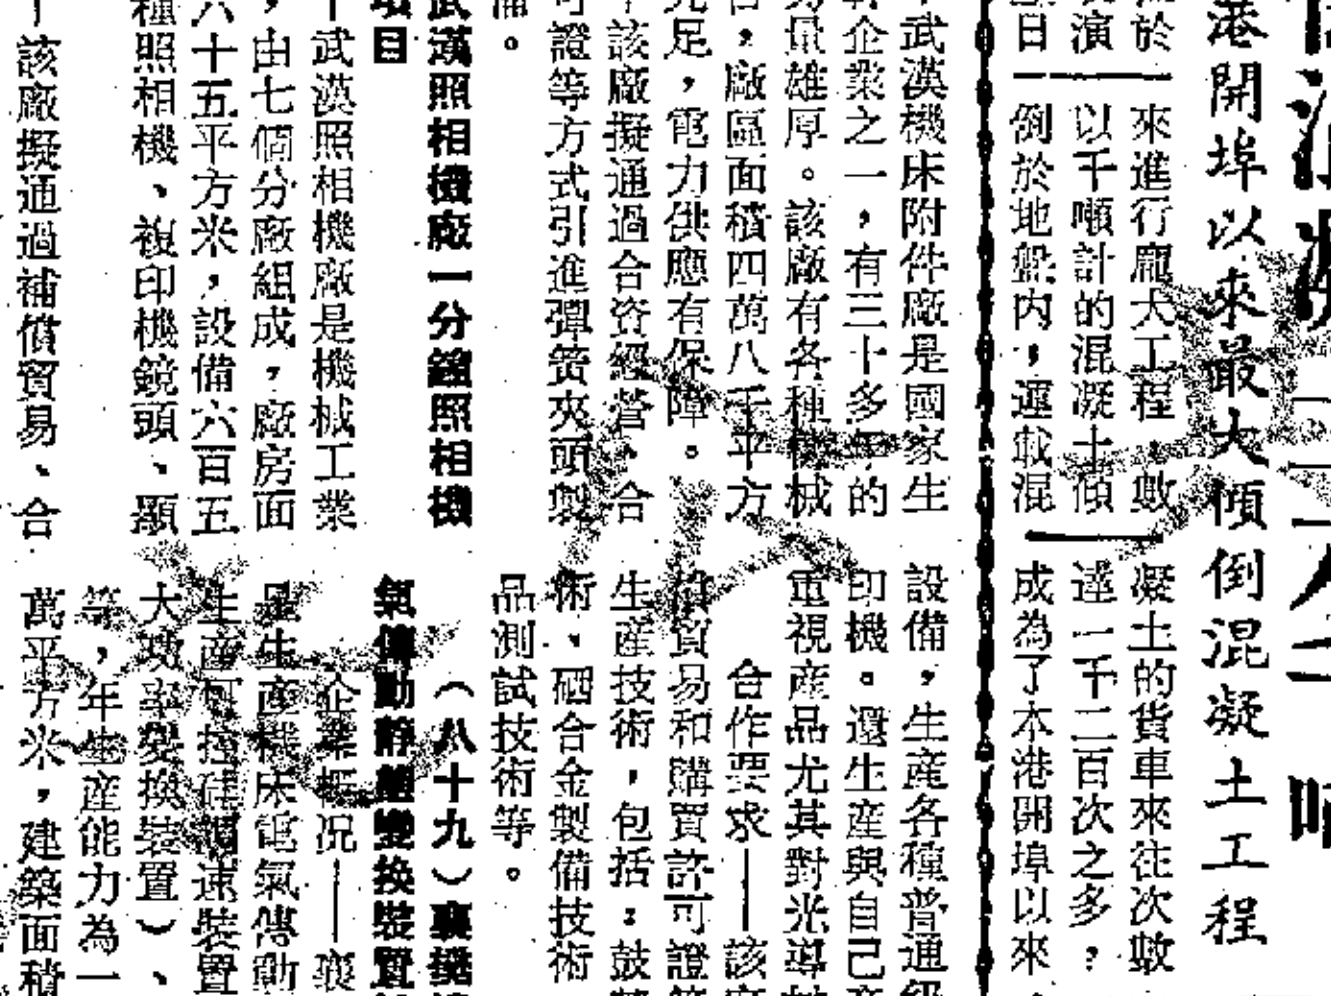 港開埠以來最大傾倒混凝土工程
於
演
日
來進行龐大工程,數
以千噸計的混凝土傾
倒於地盤內,運載混
凝土的貨車來往次數
達一千二百次之多,
成為了本港開埠以來
武漢機床附件廠是國家生
企業之一,有三十多年的
量雄厚。該廠有各種機械
,廠區面積四萬八千平方
足,電力供應有保障。
該廠擬通過合資經營、合
證等方式引進彈簧夾頭製
。
武漢照相機廠一分鐘照相機
項目
武漢照相機廠是機械工業
,由七個分廠組成,廠房面
六十五平方米,設備六百五
種照相機、複印機鏡頭、顯
—該廠擬通過補償貿易、合
設備,生產各種普通
印機。還生產與自己
電視產品尤其對光導
合作要求——該
償貿易和購買許可證
生產技術,包括:鼓
術、硒合金製備技術
品測試技術等。
(八十九)襄樊
氣傳動靜態變換裝置
企業概況——襄
是生產機床電氣傳動
生產可控硅調速裝置
大功率變換裝置)、
等,年生產能力為一
萬平方米,建築面積